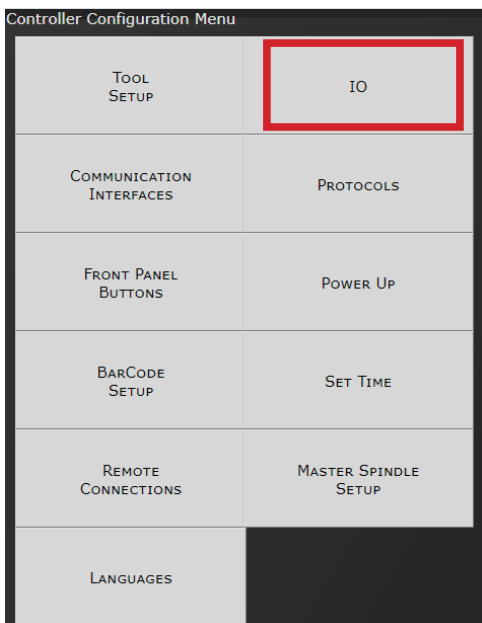 Controller Configuration Menu
Tool
Setup
IO
Communication
Interfaces
Protocols
Front Panel
Buttons
Power Up
BarCode
Setup
Set Time
Remote
Connections
Master Spindle
Setup
Languages